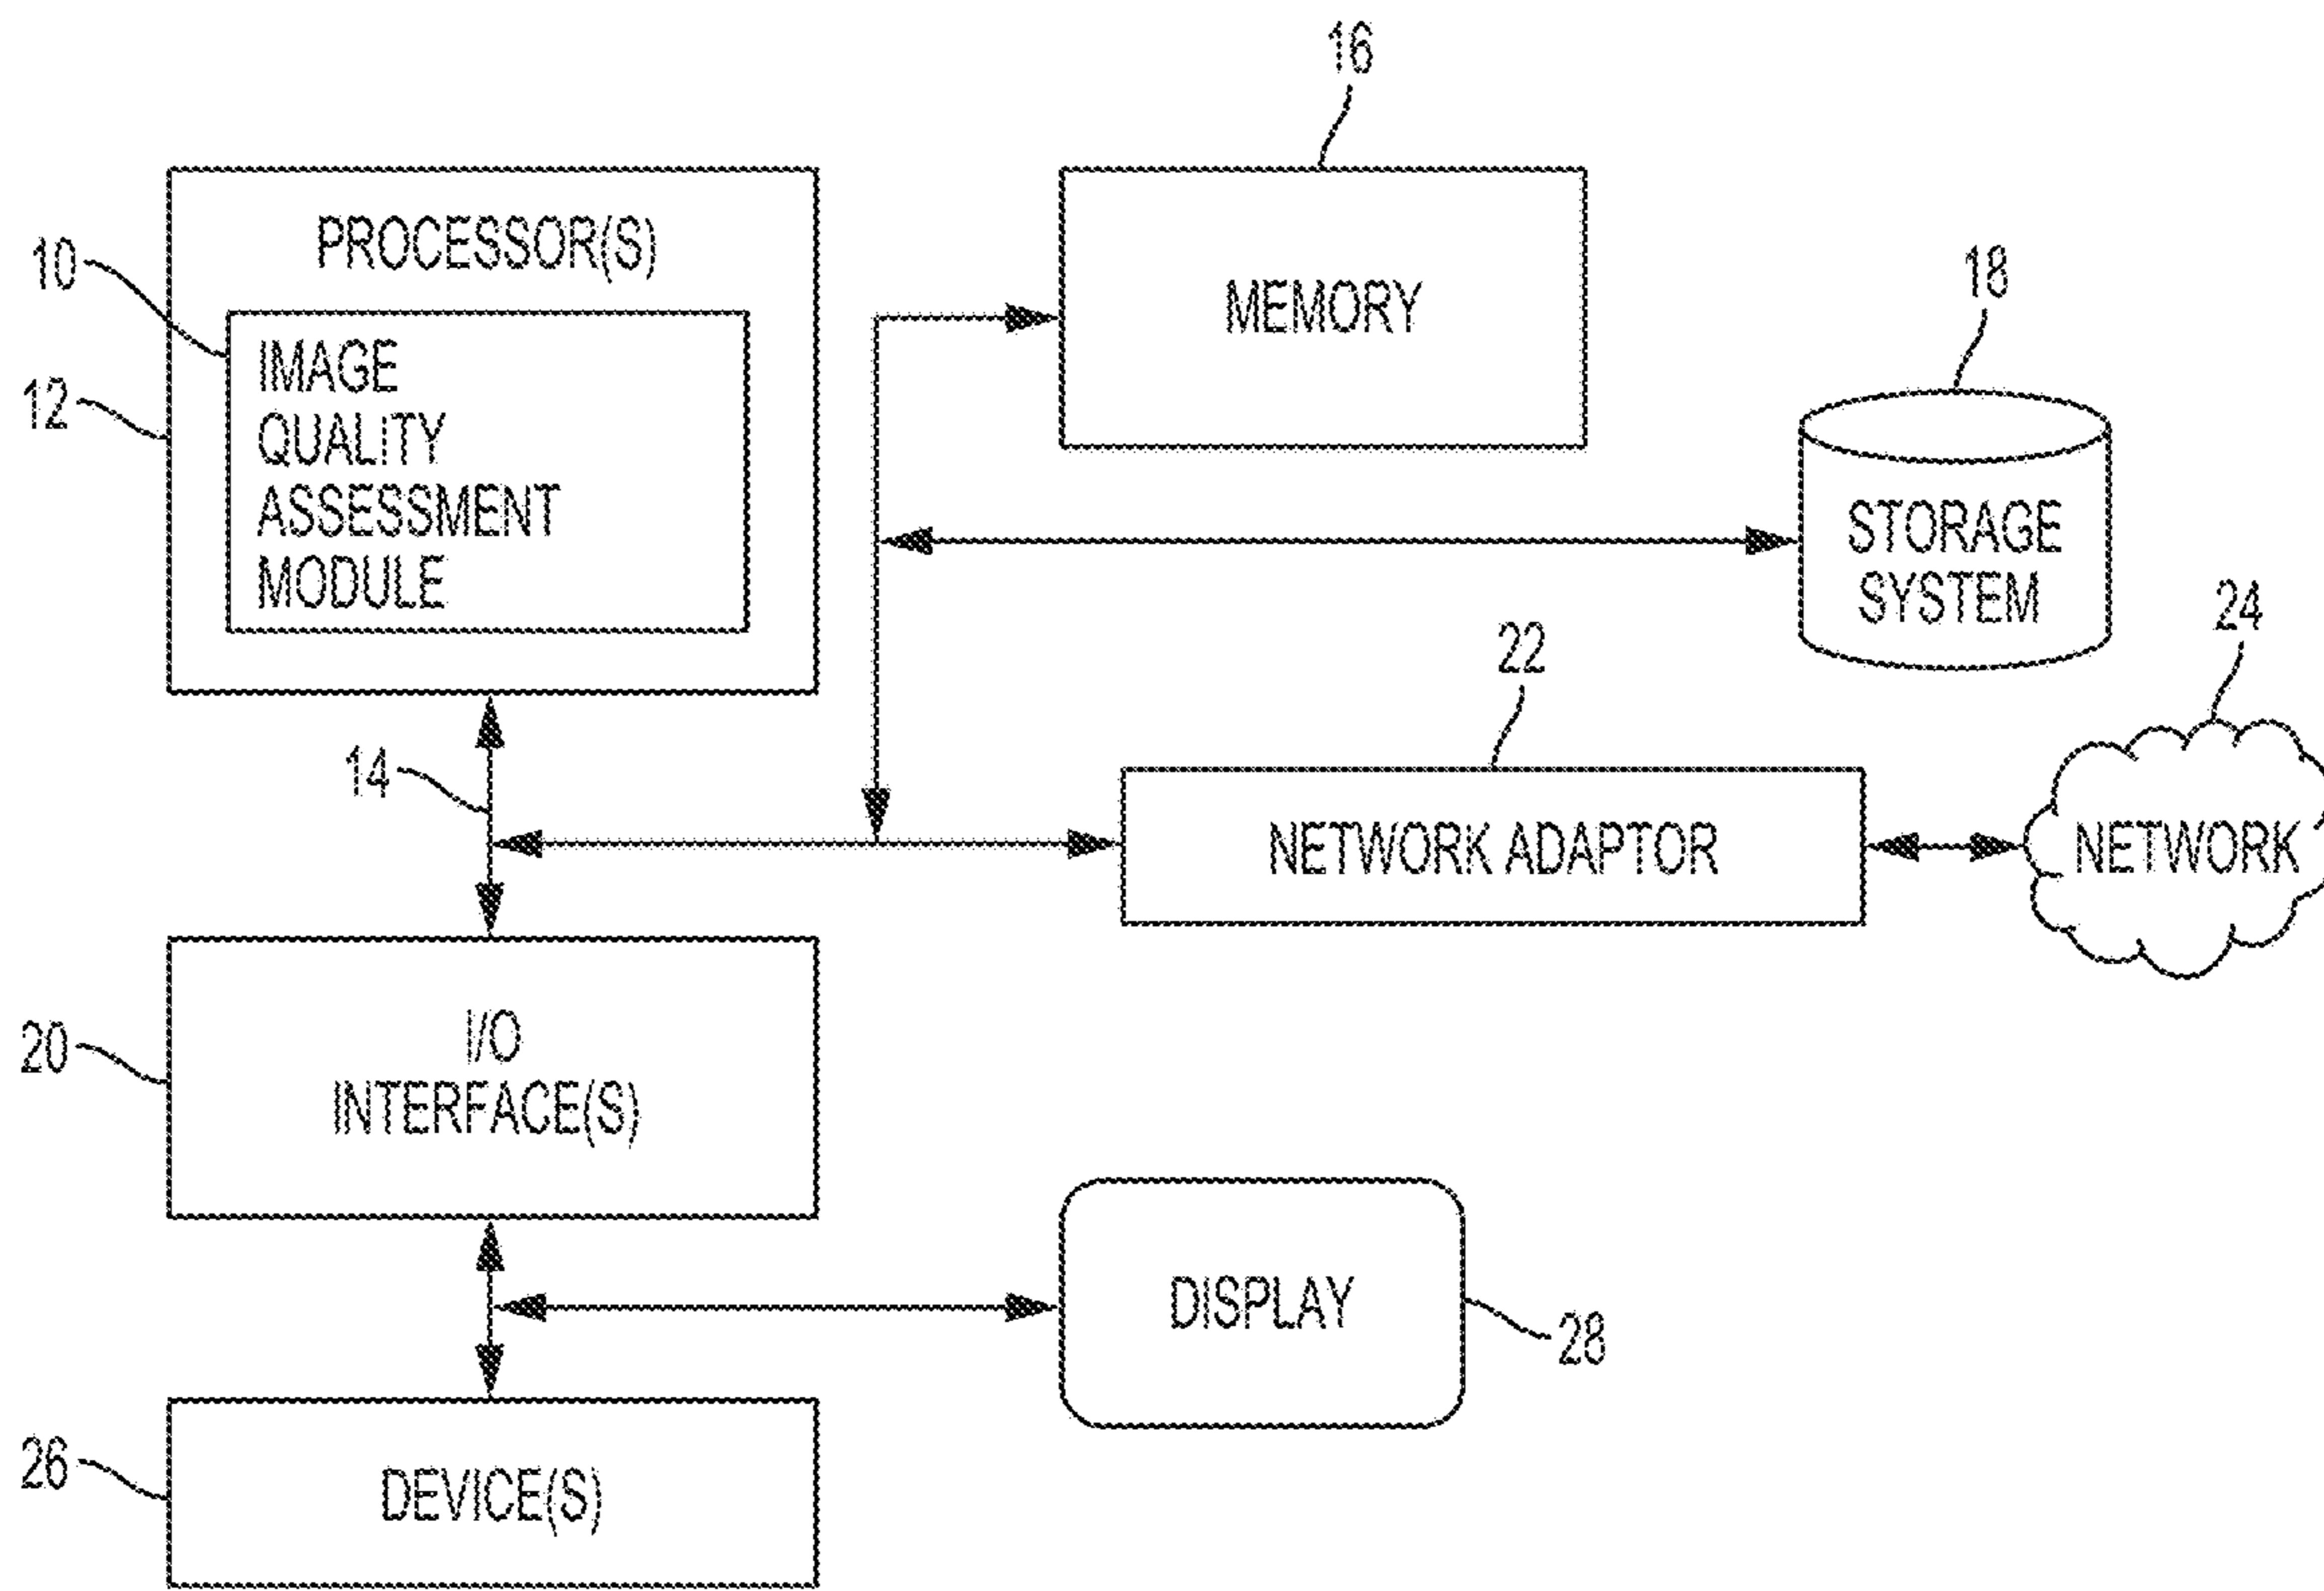 16
PROCESSOR(S)
10
12
IMAGE
QUALITY
ASSESSMENT
MODULE
MEMORY
18
STORAGE
SYSTEM
22
24
14
NETWORK ADAPTOR
NETWORK
20
I/O
INTERFACE(S)
DISPLAY
28
26
DEVICE(S)